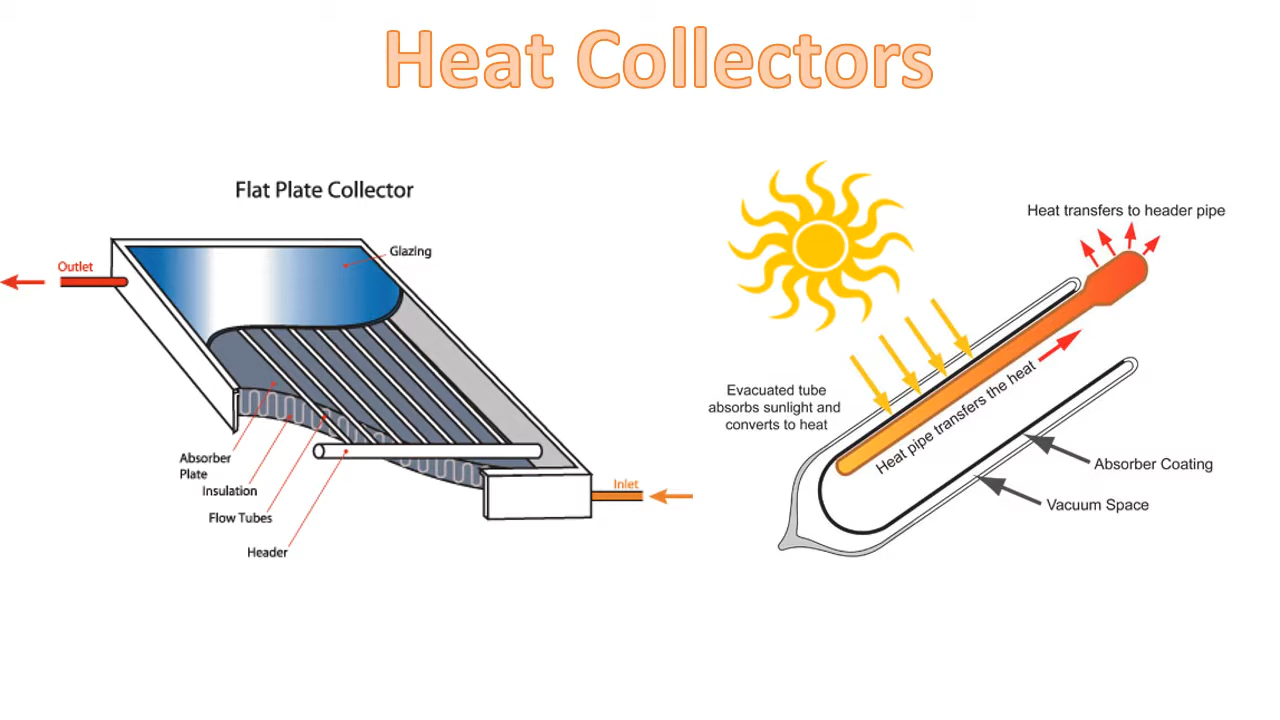 Heat Collectors
Flat Plate Collector
Glazing
Outlet
Absorber
Plate
Insulation
Flow Tubes
Header
Inlet
Heat transfers to header pipe
Evacuated tube
absorbs sunlight and
converts to heat
Heat pipe transfers the heat
Absorber Coating
Vacuum Space